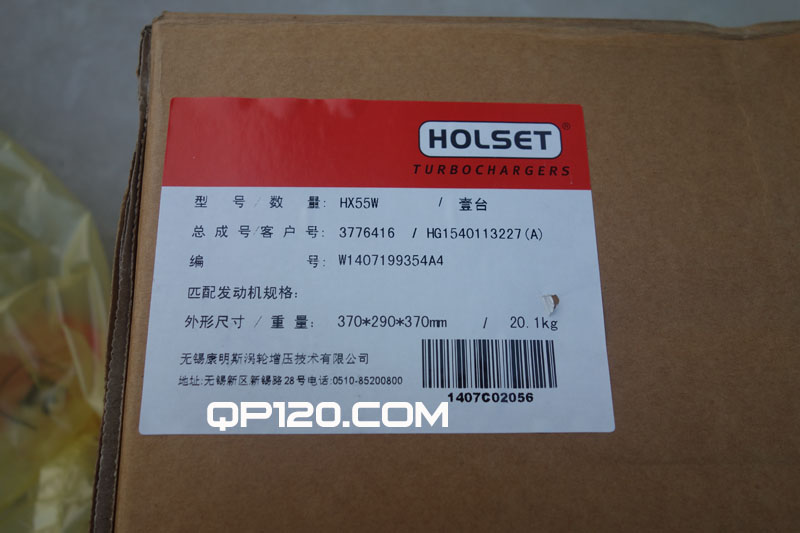 HOLSET®
TURBOCHARGERS
型 号 / 数 量: HX55W / 壹台
总成号/客户号: 3776416 / HG1540113227(A)
编 号: W1407199354A4
匹配发动机规格:
外形尺寸 / 重量: 370*290*370mm / 20.1kg
无锡康明斯涡轮增压技术有限公司
地址:无锡新区新锡路28号电话:0510-85200800
1407C02056
QP120.COM